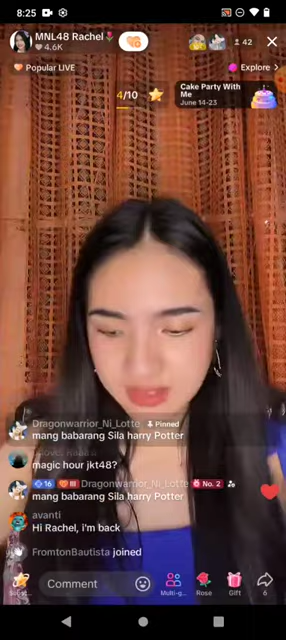 8:25
MNL48 Rachel🌷
4.6K
42
Popular LIVE
Explore >
4/10
Cake Party With
Me
June 14-23
Dragonwarrior_Ni_Lotte
Pinned
mang babarang Sila harry Potter
magic hour jkt48?
16
III
Dragonwarrior_Ni_Lotte
No. 2
mang babarang Sila harry Potter
avanti
Hi Rachel, i'm back
FromtonBautista joined
Comment
Multi-g...
Rose
Gift
6